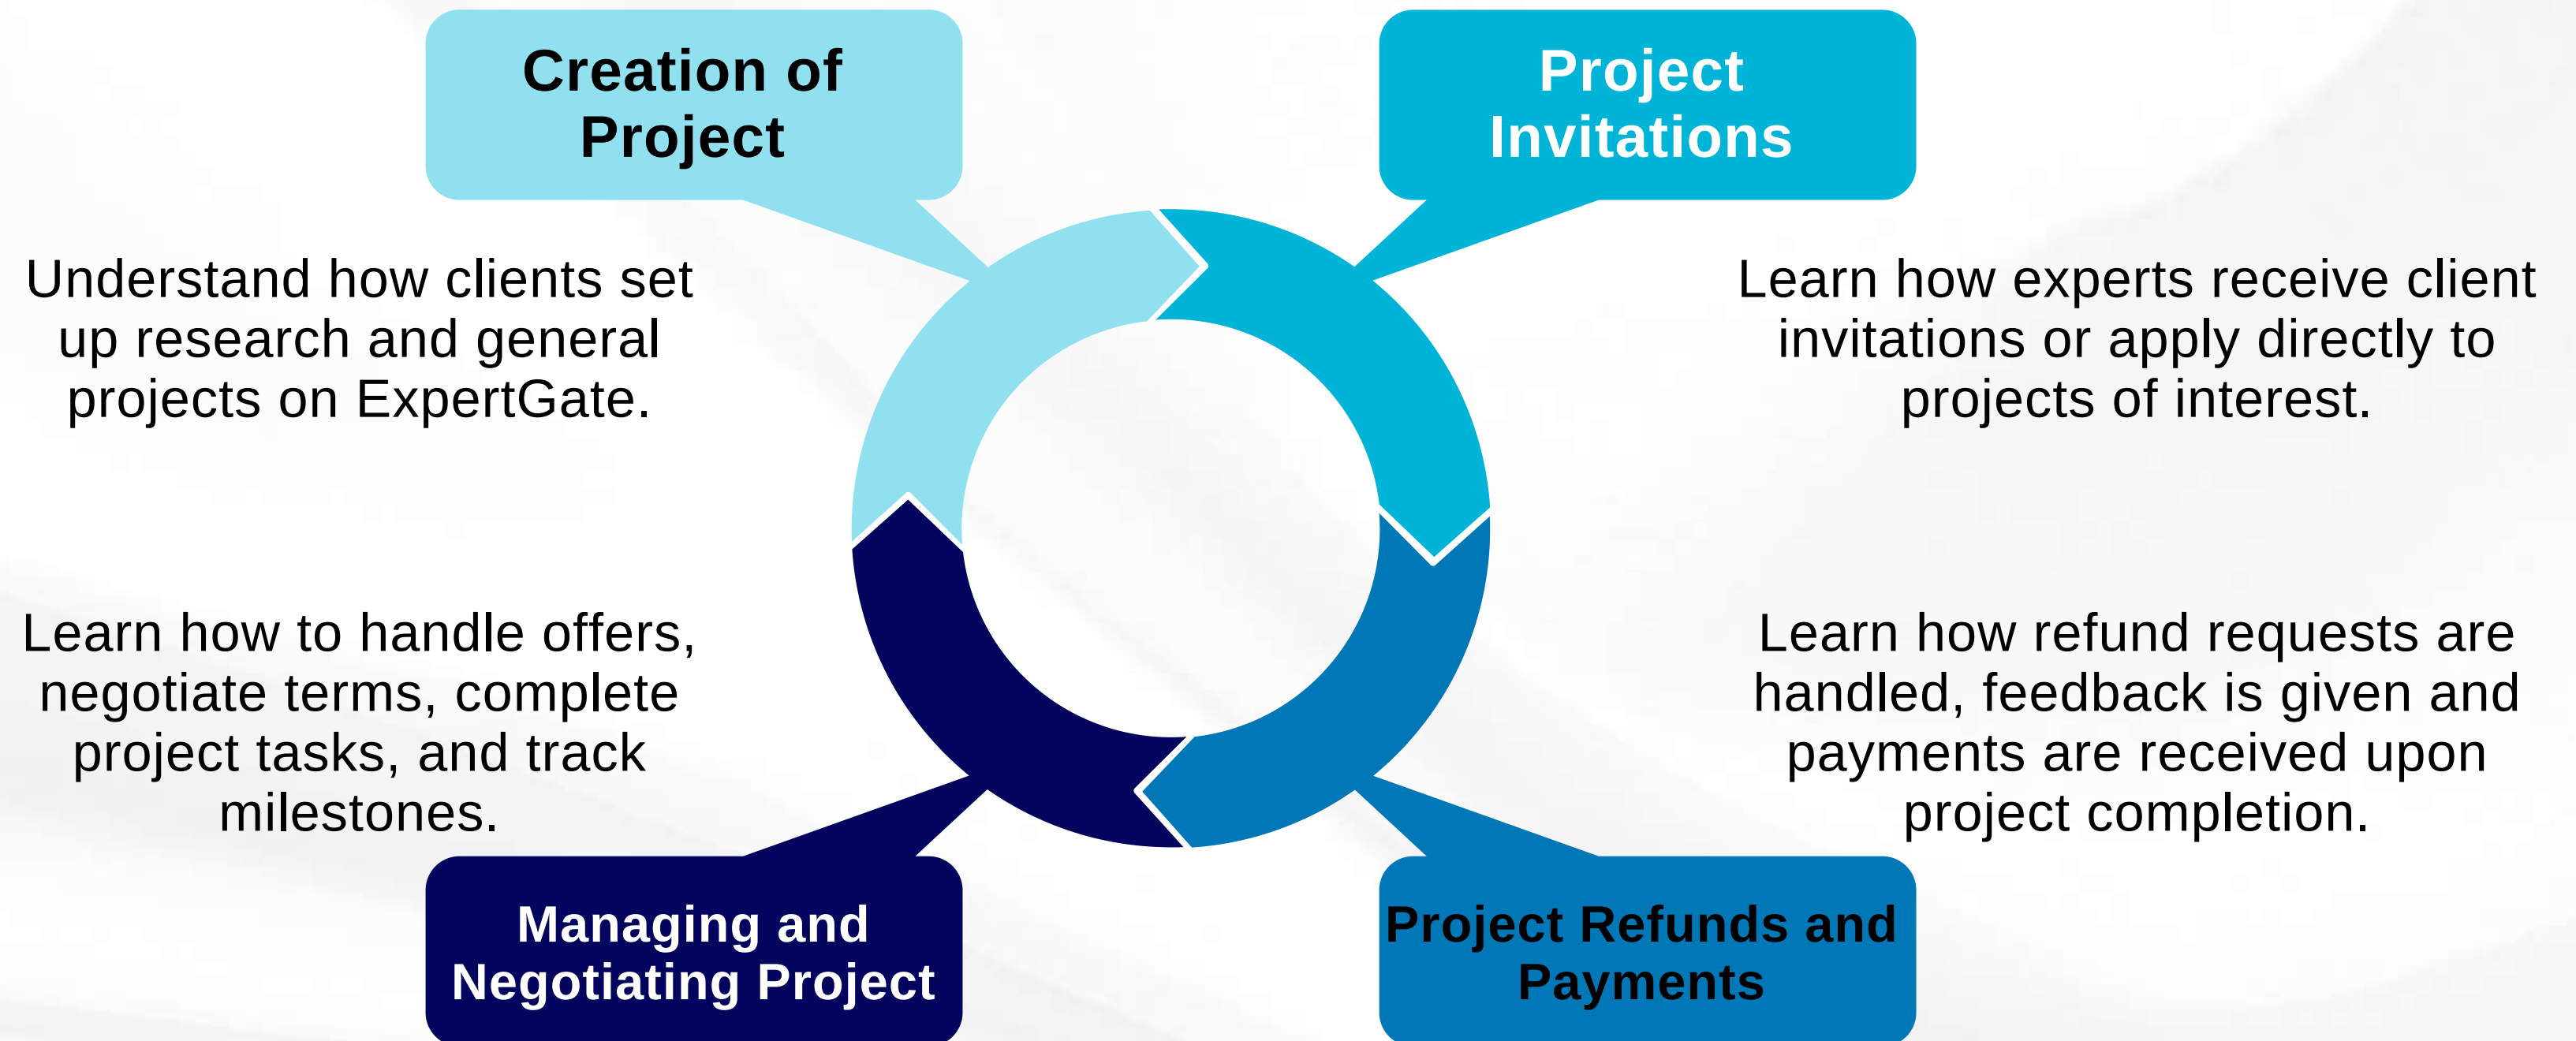 Creation of
Project
Project
Invitations
Understand how clients set
up research and general
projects on ExpertGate.
Learn how experts receive client
invitations or apply directly to
projects of interest.
Learn how to handle offers,
negotiate terms, complete
project tasks, and track
milestones.
Learn how refund requests are
handled, feedback is given and
payments are received upon
project completion.
Managing and
Negotiating Project
Project Refunds and
Payments